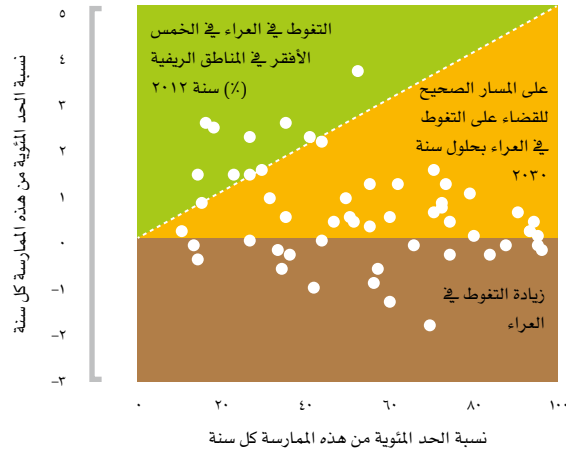 التغوط في العراء في الخمس
الأفقر في المناطق الريفية
(٪) سنة ٢٠١٢
على المسار الصحيح
للقضاء على التغوط
في العراء بحلول سنة
٢٠٣٠
زيادة التغوط في
العراء
نسبة الحد المئوية من هذه الممارسة كل سنة
٥
٤
٣
٢
١
٠
−١
−٢
−٣
٠ ٢٠ ٤٠ ٦٠ ٨٠ ١٠٠
نسبة الحد المئوية من هذه الممارسة كل سنة